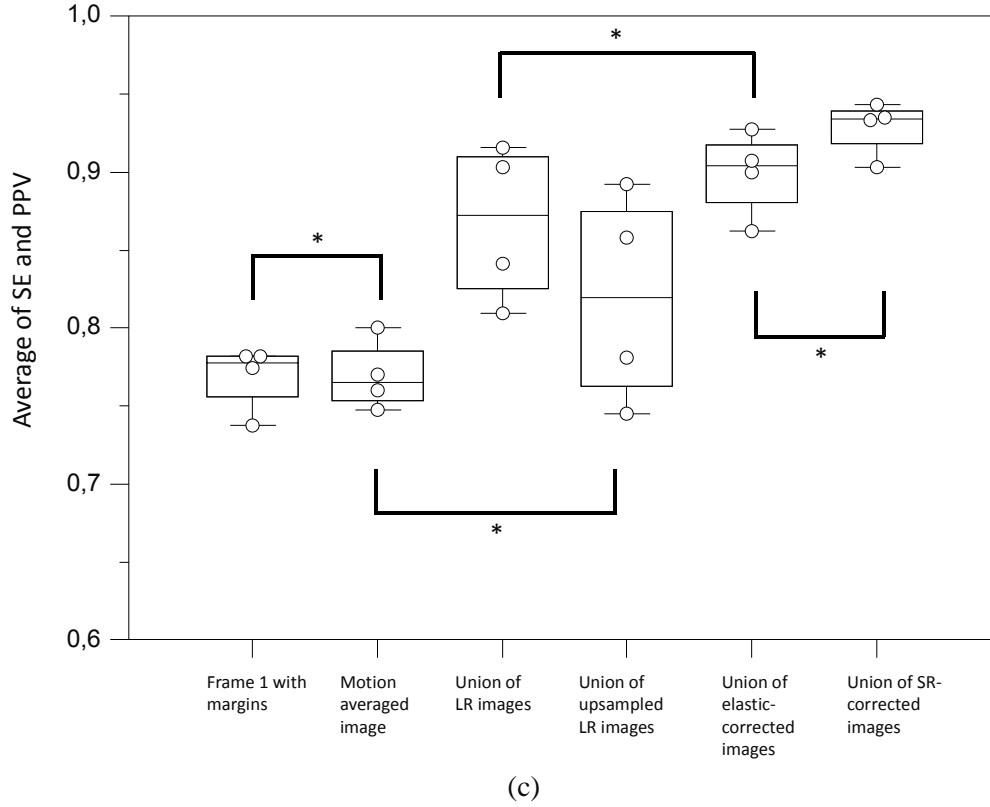 1,0
0,9
0,8
0,7
0,6
Average of SE and PPV
*
*
*
*
Frame 1 with
margins
Motion
averaged
image
Union of
LR images
Union of
upsampled
LR images
Union of
elastic-
corrected
images
Union of SR-
corrected
images
(c)